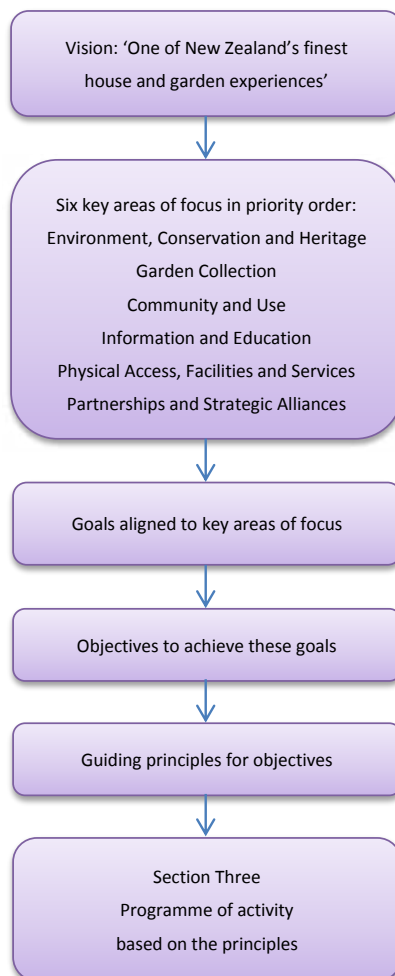 Vision: ‘One of New Zealand’s finest
house and garden experiences’
Six key areas of focus in priority order:
Environment, Conservation and Heritage
Garden Collection
Community and Use
Information and Education
Physical Access, Facilities and Services
Partnerships and Strategic Alliances
Goals aligned to key areas of focus
Objectives to achieve these goals
Guiding principles for objectives
Section Three
Programme of activity
based on the principles